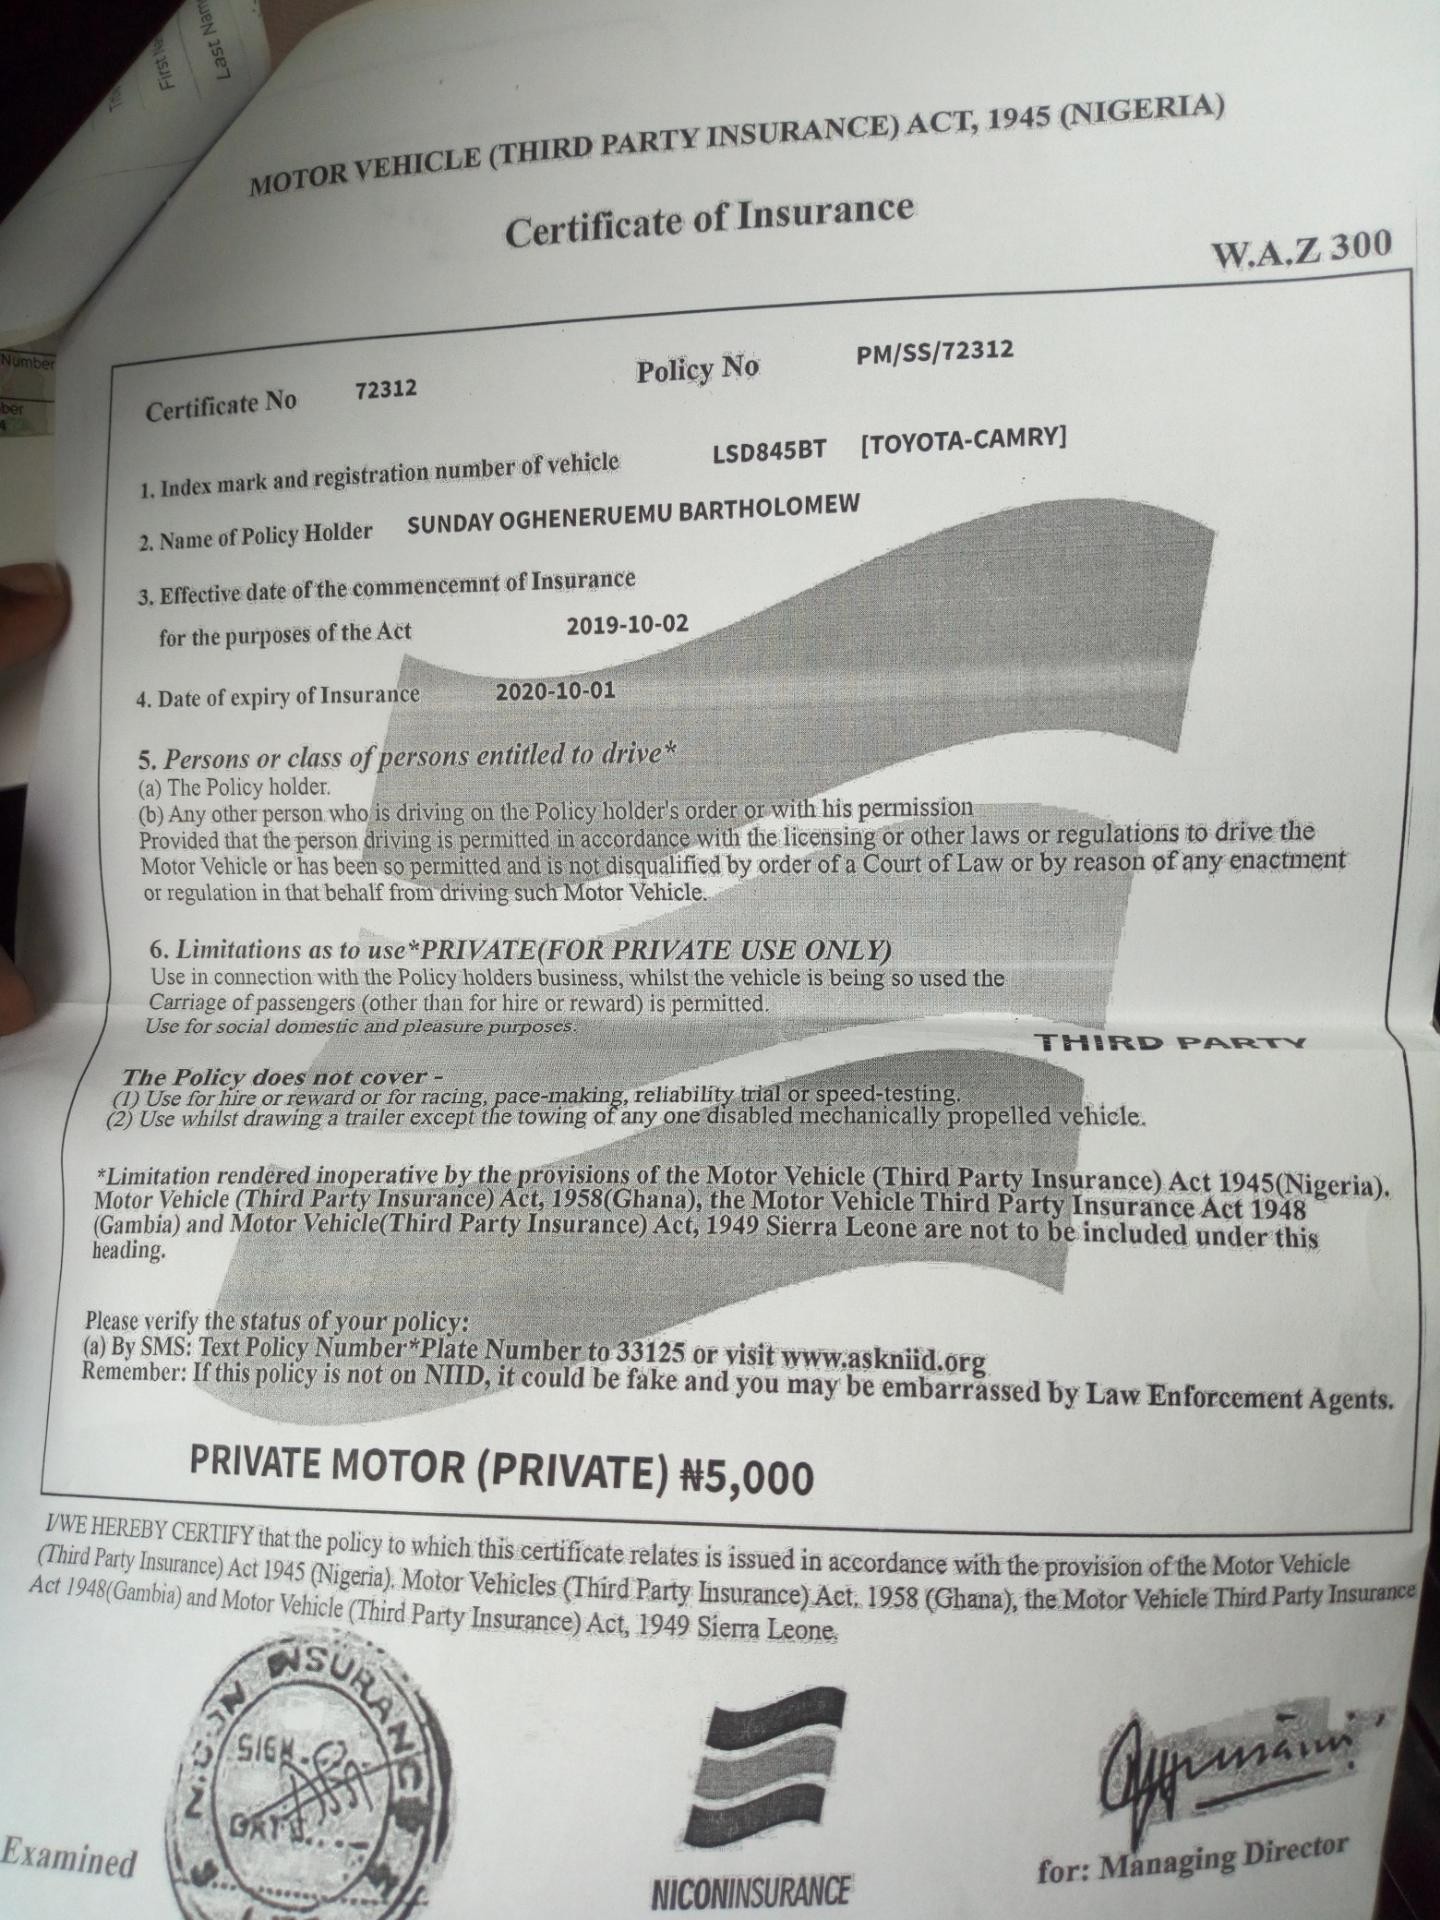 Last Nam
First Na
Number
ber
MOTOR VEHICLE (THIRD PARTY INSURANCE) ACT, 1945 (NIGERIA)
Certificate of Insurance
W.A.Z 300
Certificate No 72312 Policy No PM/SS/72312
1. Index mark and registration number of vehicle LSD845BT [TOYOTA-CAMRY]
2. Name of Policy Holder SUNDAY OGHENERUEMU BARTHOLOMEW
3. Effective date of the commencemnt of Insurance
for the purposes of the Act 2019-10-02
4. Date of expiry of Insurance 2020-10-01
5. Persons or class of persons entitled to drive*
(a) The Policy holder.
(b) Any other person who is driving on the Policy holder's order or with his permission
Provided that the person driving is permitted in accordance with the licensing or other laws or regulations to drive the
Motor Vehicle or has been so permitted and is not disqualified by order of a Court of Law or by reason of any enactment
or regulation in that behalf from driving such Motor Vehicle.
6. Limitations as to use*PRIVATE(FOR PRIVATE USE ONLY)
Use in connection with the Policy holders business, whilst the vehicle is being so used the
Carriage of passengers (other than for hire or reward) is permitted.
Use for social domestic and pleasure purposes.
THIRD PARTY
The Policy does not cover -
(1) Use for hire or reward or for racing, pace-making, reliability trial or speed-testing.
(2) Use whilst drawing a trailer except the towing of any one disabled mechanically propelled vehicle.
*Limitation rendered inoperative by the provisions of the Motor Vehicle (Third Party Insurance) Act 1945(Nigeria).
Motor Vehicle (Third Party Insurance) Act, 1958(Ghana), the Motor Vehicle Third Party Insurance Act 1948
(Gambia) and Motor Vehicle(Third Party Insurance) Act, 1949 Sierra Leone are not to be included under this
heading.
Please verify the status of your policy:
(a) By SMS: Text Policy Number*Plate Number to 33125 or visit www.askniid.org
Remember: If this policy is not on NIID, it could be fake and you may be embarrassed by Law Enforcement Agents.
PRIVATE MOTOR (PRIVATE) ₦5,000
I/WE HEREBY CERTIFY that the policy to which this certificate relates is issued in accordance with the provision of the Motor Vehicle
(Third Party Insurance) Act 1945 (Nigeria). Motor Vehicles (Third Party Insurance) Act. 1958 (Ghana), the Motor Vehicle Third Party Insurance
Act 1948(Gambia) and Motor Vehicle (Third Party Insurance) Act, 1949 Sierra Leone.
INSURANCE
SIGN
Examined
NICONINSURANCE
for: Managing Director